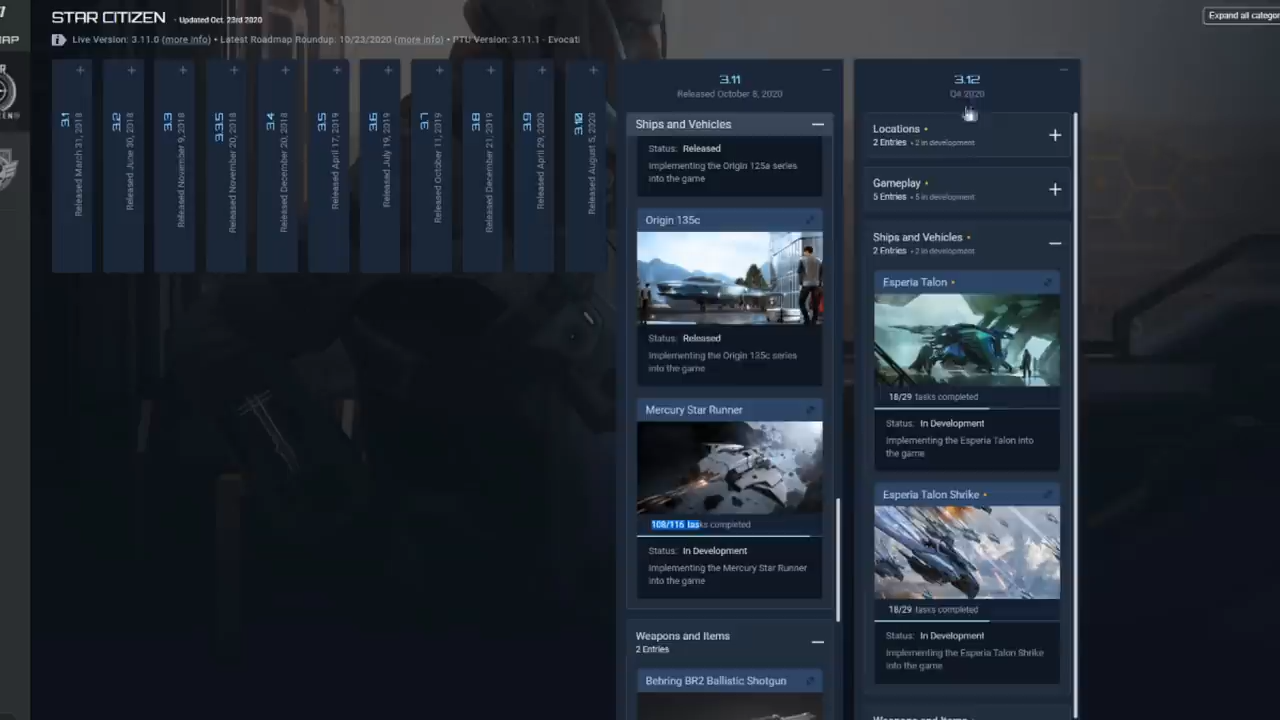 STAR CITIZEN • Updated Oct. 23rd 2020
Expand all categor
MAP
Live Version: 3.11.0 (more info) • Latest Roadmap Roundup: 10/23/2020 (more info) • PTU Version: 3.11.1 - Evocati
3.1 Released March 31, 2018
3.2 Released June 30, 2018
3.3 Released November 9, 2018
3.3.5 Released November 20, 2018
3.4 Released December 20, 2018
3.5 Released April 17, 2019
3.6 Released July 19, 2019
3.7 Released October 11, 2019
3.8 Released December 21, 2019
3.9 Released April 29, 2020
3.10 Released August 5, 2020
3.11
Released October 8, 2020
Ships and Vehicles
Status: Released
Implementing the Origin 125a series
into the game
Origin 135c
Status: Released
Implementing the Origin 135c series
into the game
Mercury Star Runner
108/116 tasks completed
Status: In Development
Implementing the Mercury Star Runner
into the game
Weapons and Items
2 Entries
Behring BR2 Ballistic Shotgun
3.12
Q4 2020
Locations •
2 Entries • 2 in development
Gameplay •
5 Entries • 5 in development
Ships and Vehicles •
2 Entries • 2 in development
Esperia Talon •
18/29 tasks completed
Status: In Development
Implementing the Esperia Talon into
the game
Esperia Talon Shrike •
18/29 tasks completed
Status: In Development
Implementing the Esperia Talon Shrike
into the game
Weapons and Items